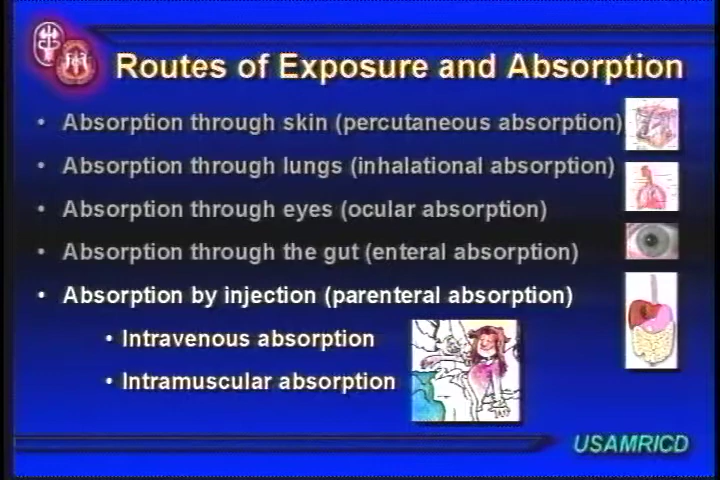 Routes of Exposure and Absorption
• Absorption through skin (percutaneous absorption)
• Absorption through lungs (inhalational absorption)
• Absorption through eyes (ocular absorption)
• Absorption through the gut (enteral absorption)
• Absorption by injection (parenteral absorption)
• Intravenous absorption
• Intramuscular absorption
USAMRICD